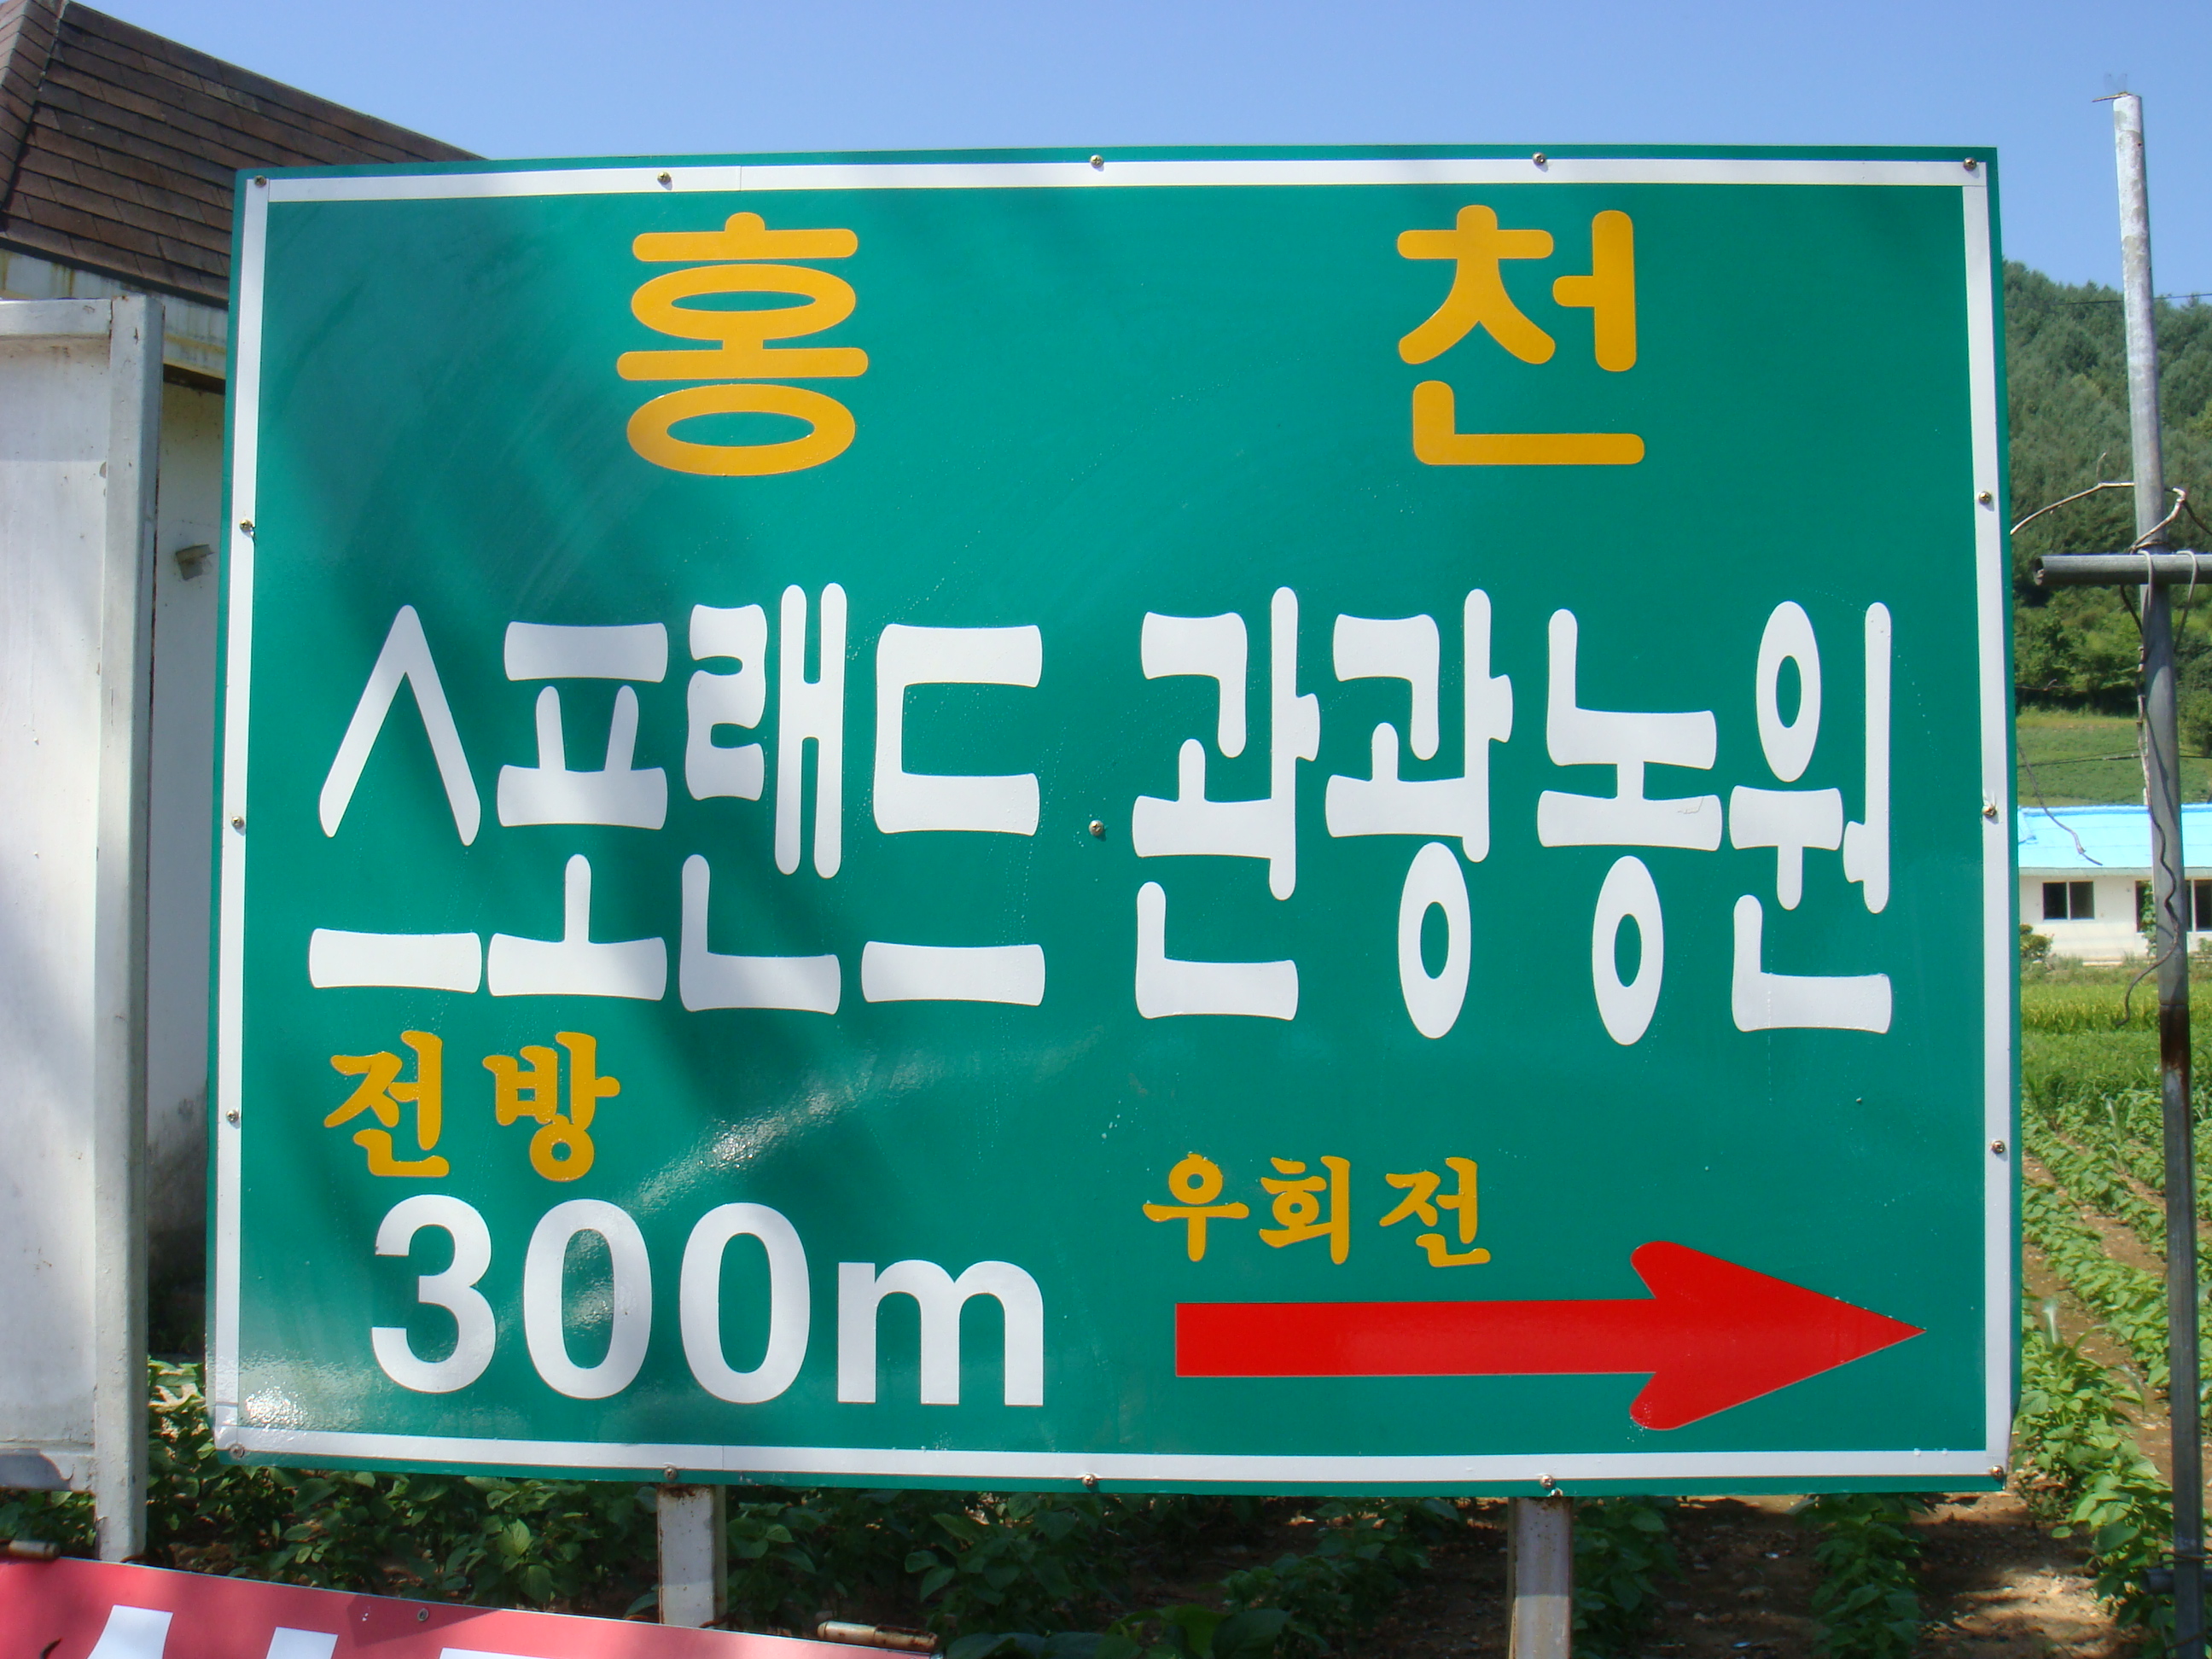 홍 천
스포랜드 관광농원
전방
우회전
300m